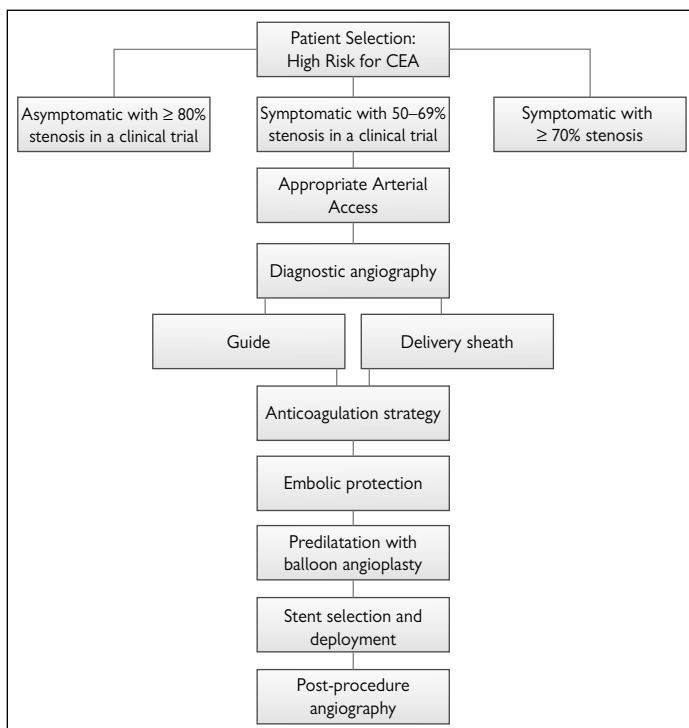 Patient Selection:
High Risk for CEA
Asymptomatic with ≥ 80%
stenosis in a clinical trial
Symptomatic with 50–69%
stenosis in a clinical trial
Symptomatic with
≥ 70% stenosis
Appropriate Arterial
Access
Diagnostic angiography
Guide
Delivery sheath
Anticoagulation strategy
Embolic protection
Predilatation with
balloon angioplasty
Stent selection and
deployment
Post-procedure
angiography